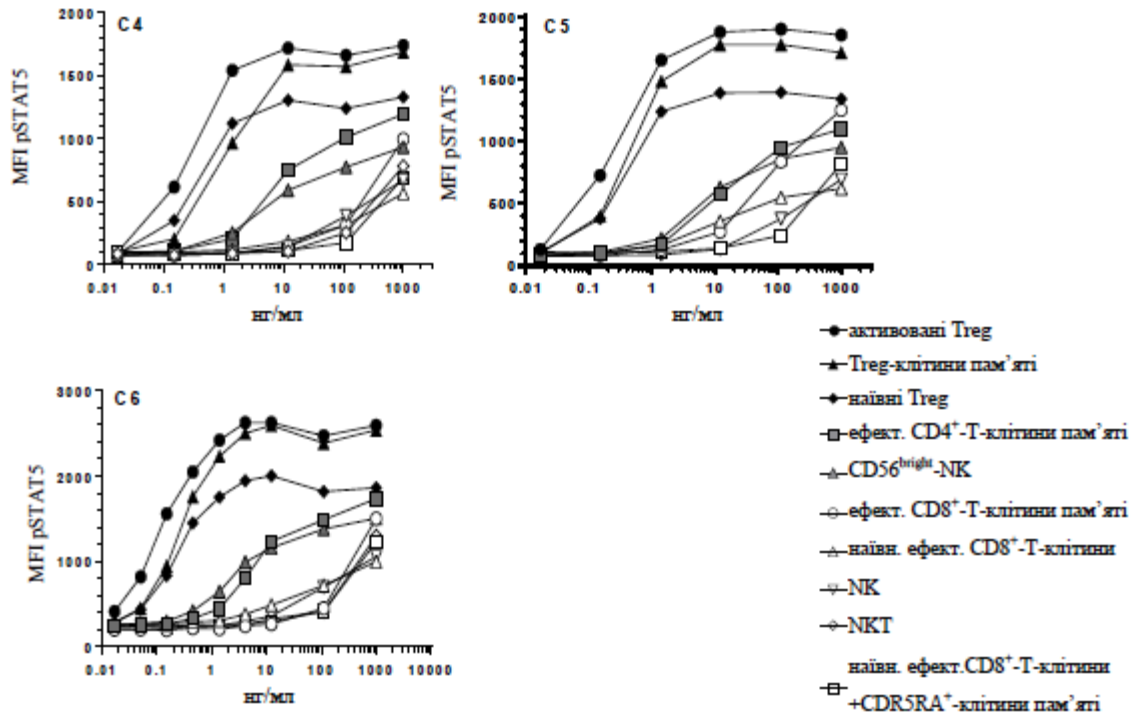 C 4
2000
1500
1000
500
0
MFI pSTAT5
0.01 0.1 1 10 100 1000
нг/мл
C 5
2000
1500
1000
500
0
MFI pSTAT5
0.01 0.1 1 10 100 1000
нг/мл
C 6
3000
2000
1000
0
MFI pSTAT5
0.01 0.1 1 10 100 1000 10000
нг/мл
активовані Treg
Treg-клітини пам’яті
наївні Treg
ефект. CD4⁺-Т-клітини пам’яті
CD56ᵇʳⁱᵍʰᵗ-NK
ефект. CD8⁺-Т-клітини пам’яті
наївн. ефект. CD8⁺-Т-клітини
NK
NKT
наївн. ефект.CD8⁺-Т-клітини
+CDR5RA⁺-клітини пам’яті